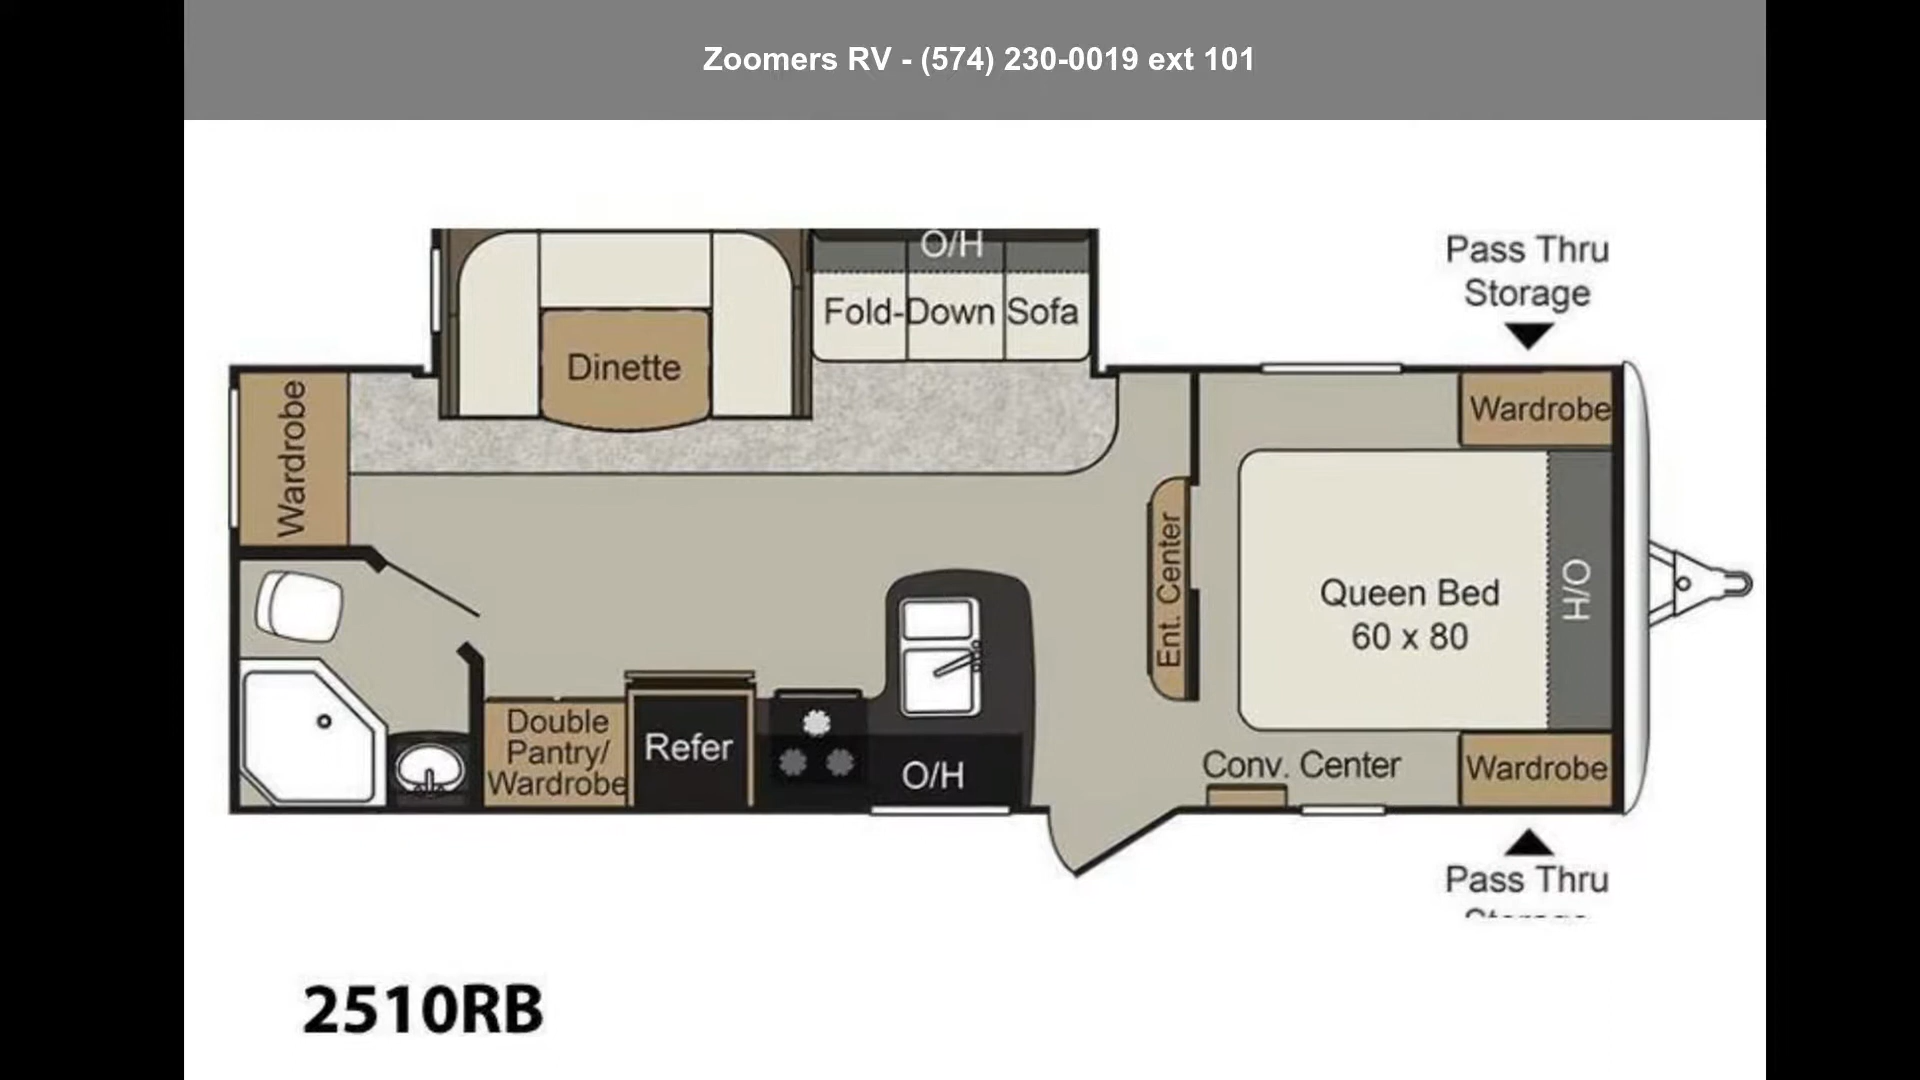 Zoomers RV - (574) 230-0019 ext 101
O/H
Pass Thru
Storage
Fold-Down Sofa
Dinette
Wardrobe
Wardrobe
Ent. Center
Queen Bed
60 x 80
O/H
Double
Pantry/
Wardrobe
Refer
O/H
Conv. Center
Wardrobe
Pass Thru
2510RB